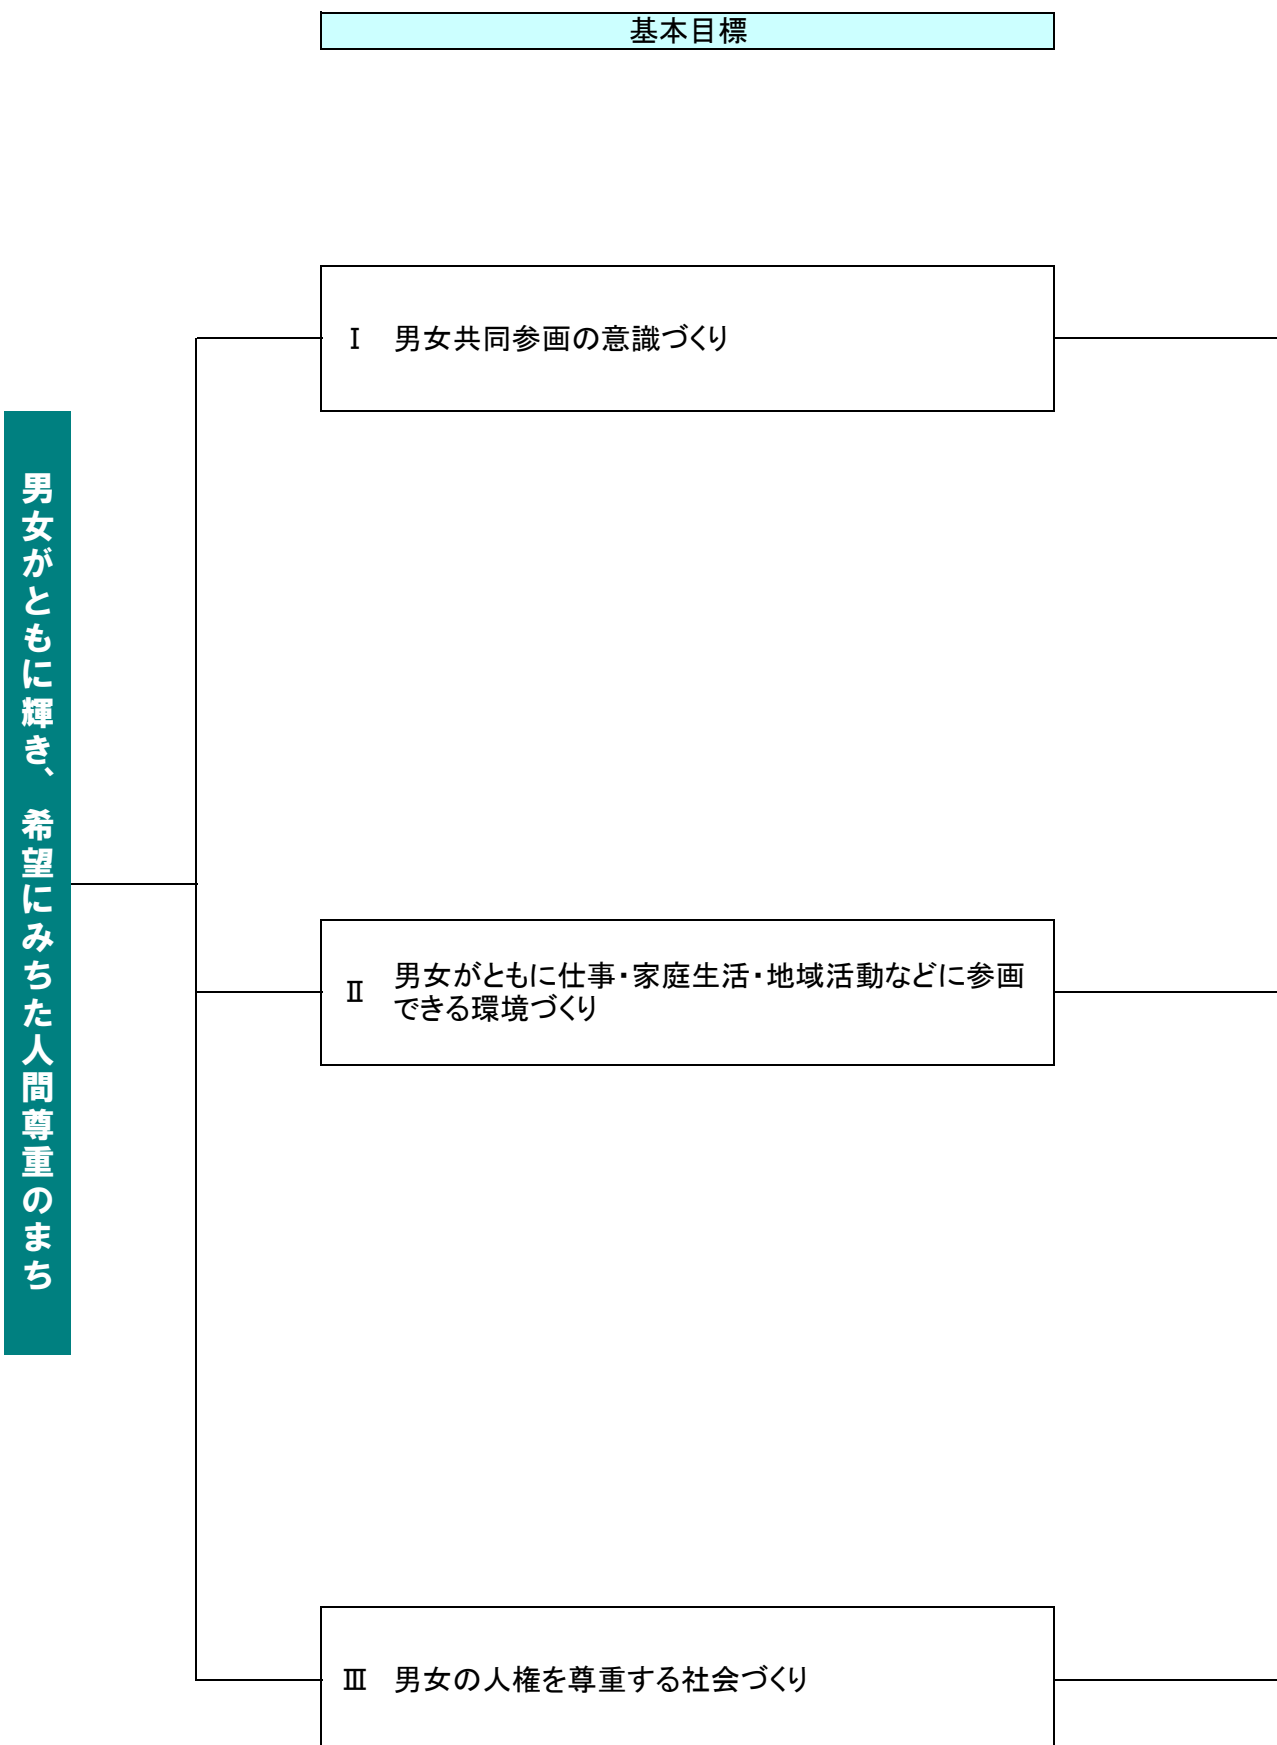 基本目標
男女がともに輝き、希望にみちた人間尊重のまち
Ⅰ 男女共同参画の意識づくり
Ⅱ 男女がともに仕事・家庭生活・地域活動などに参画
できる環境づくり
Ⅲ 男女の人権を尊重する社会づくり